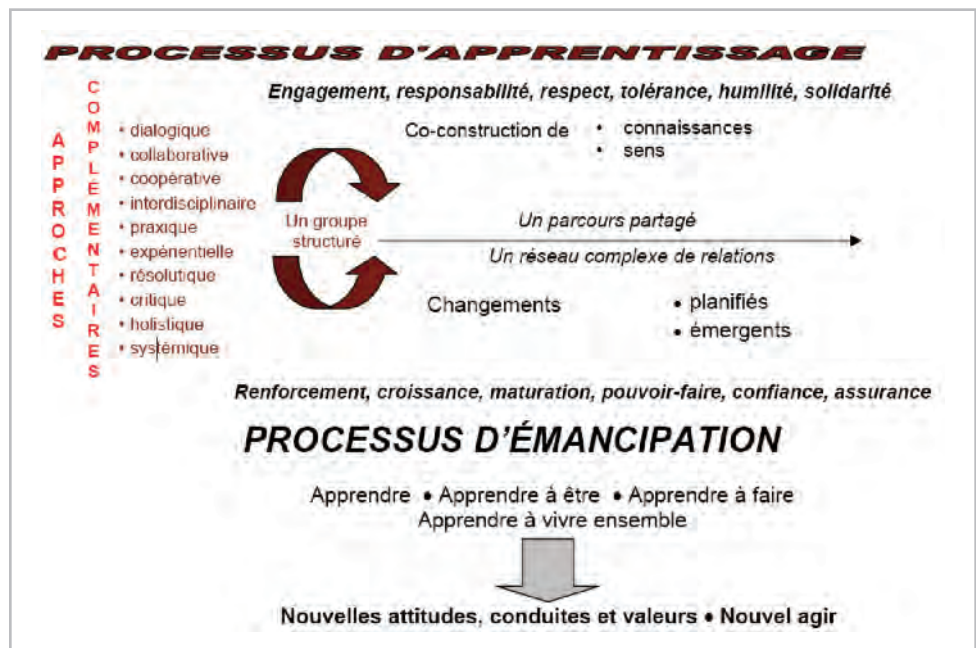 PROCESSUS D'APPRENTISSAGE
Engagement, responsabilité, respect, tolérance, humilité, solidarité
APPROCHES
COMPLÉMENTAIRES
• dialogique
• collaborative
• coopérative
• interdisciplinaire
• praxique
• expérientielle
• résolutique
• critique
• holistique
• systémique
Un groupe
structuré
Co-construction de
• connaissances
• sens
Un parcours partagé
Un réseau complexe de relations
Changements
• planifiés
• émergents
Renforcement, croissance, maturation, pouvoir-faire, confiance, assurance
PROCESSUS D'ÉMANCIPATION
Apprendre • Apprendre à être • Apprendre à faire
Apprendre à vivre ensemble
Nouvelles attitudes, conduites et valeurs • Nouvel agir